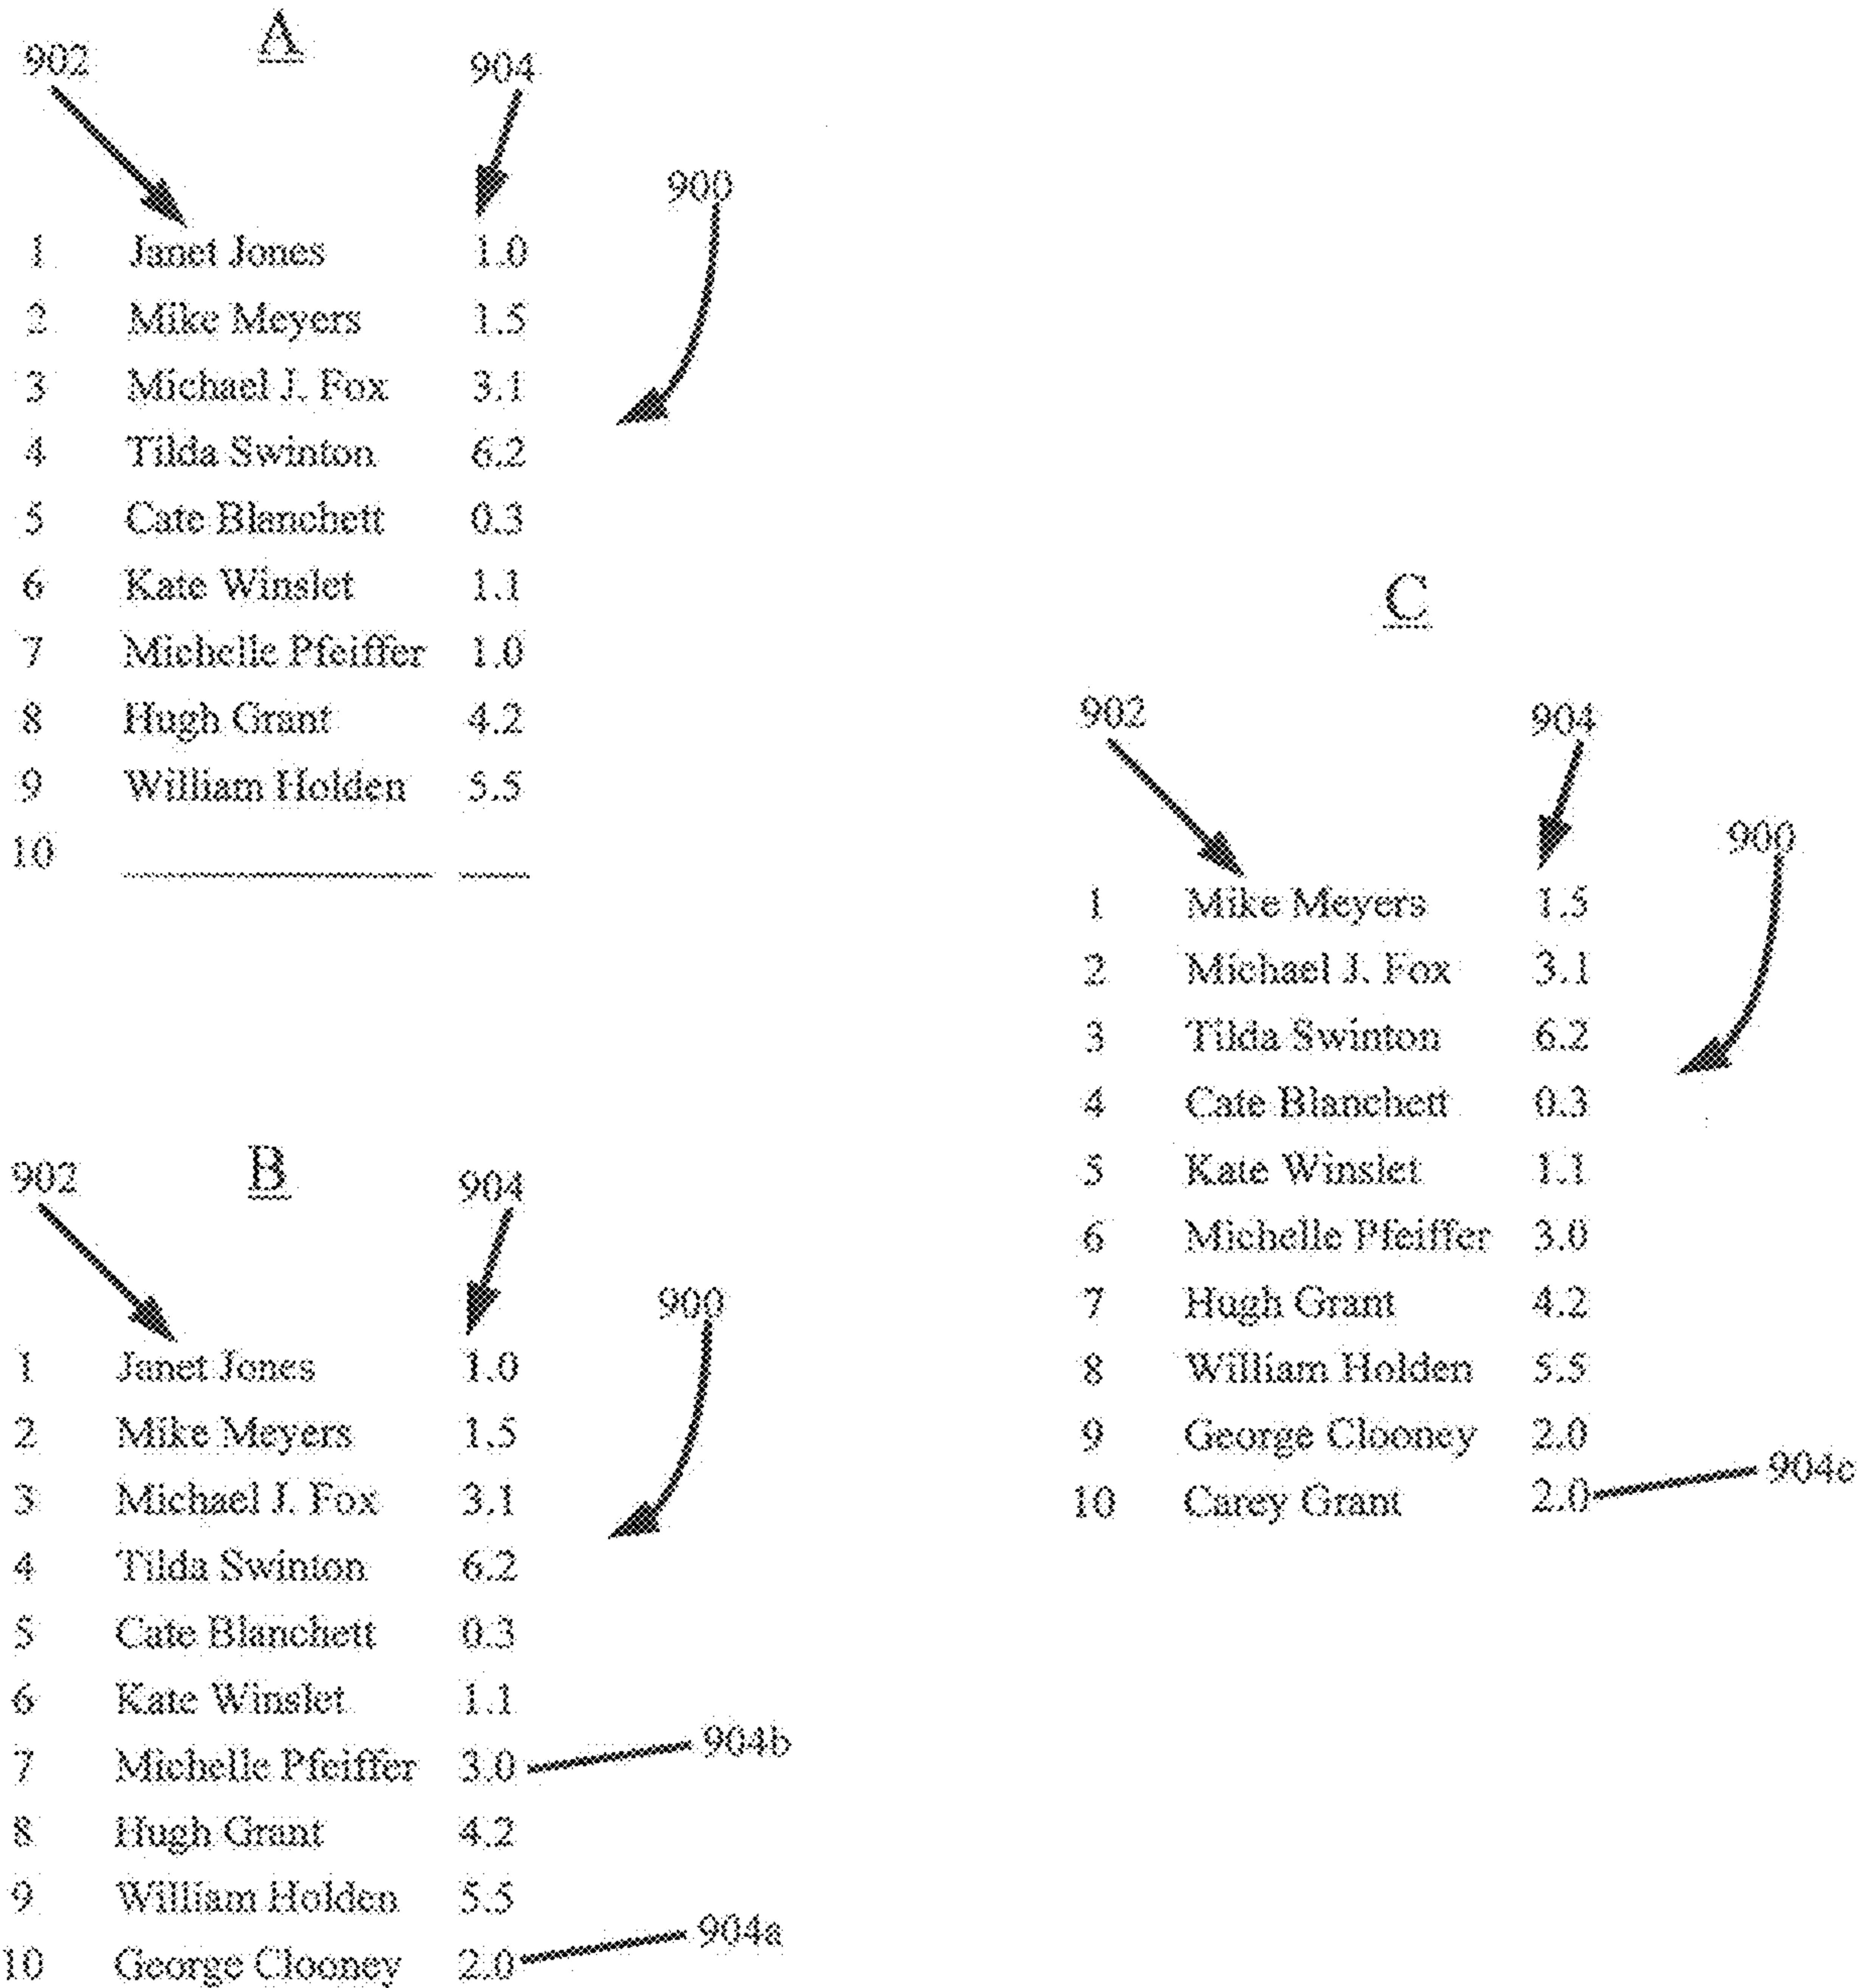 A
902 904
900
1 Janet Jones 1.0
2 Mike Meyers 1.5
3 Michael J. Fox 3.1
4 Tilda Swinton 6.2
5 Cate Blanchett 0.3
6 Kate Winslet 1.1
7 Michelle Pfeiffer 1.0
8 Hugh Grant 4.2
9 William Holden 5.5
10
B
902 904
900
1 Janet Jones 1.0
2 Mike Meyers 1.5
3 Michael J. Fox 3.1
4 Tilda Swinton 6.2
5 Cate Blanchett 0.3
6 Kate Winslet 1.1
7 Michelle Pfeiffer 3.0 904b
8 Hugh Grant 4.2
9 William Holden 5.5
10 George Clooney 2.0 904a
C
902 904
900
1 Mike Meyers 1.5
2 Michael J. Fox 3.1
3 Tilda Swinton 6.2
4 Cate Blanchett 0.3
5 Kate Winslet 1.1
6 Michelle Pfeiffer 3.0
7 Hugh Grant 4.2
8 William Holden 5.5
9 George Clooney 2.0
10 Carey Grant 2.0 904c